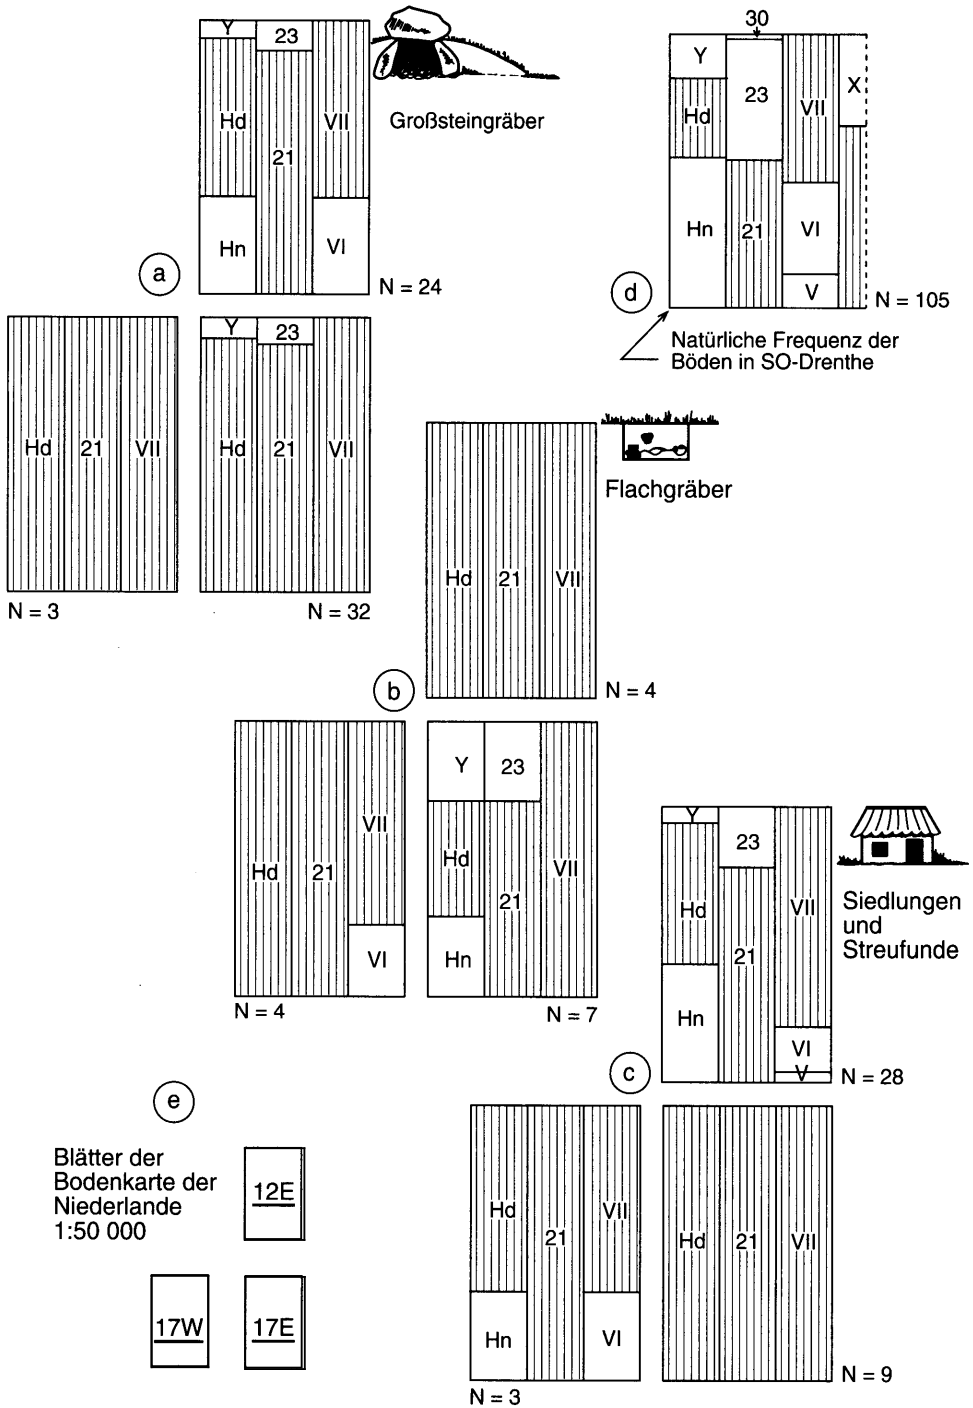 Y
23
Hd
21
VII
Hn
VI
Großsteingräber
a
N = 24
30
Y
23
Hd
VII
X
Hn
21
VI
V
d
N = 105
Natürliche Frequenz der
Böden in SO-Drenthe
Hd
21
VII
N = 3
Y
23
Hd
21
VII
N = 32
Flachgräber
Hd
21
VII
b
N = 4
Hd
21
VII
VI
N = 4
Y
23
Hd
21
VII
Hn
N = 7
Y
23
Hd
21
VII
Hn
VI
V
Siedlungen
und
Streufunde
c
N = 28
Hd
21
VII
Hn
VI
N = 3
Hd
21
VII
N = 9
e
Blätter der
Bodenkarte der
Niederlande
1:50 000
12E
17W
17E